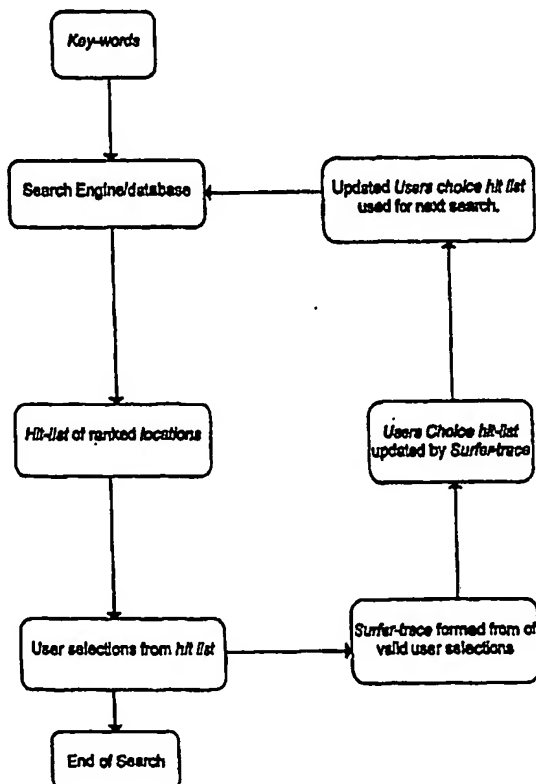 Key-words
Search Engine/database
Updated Users choice hit list
used for next search.
Hit-list of ranked locations
Users Choice hit-list
updated by Surfer-trace
User selections from hit list
Surfer-trace formed from of
valid user selections
End of Search